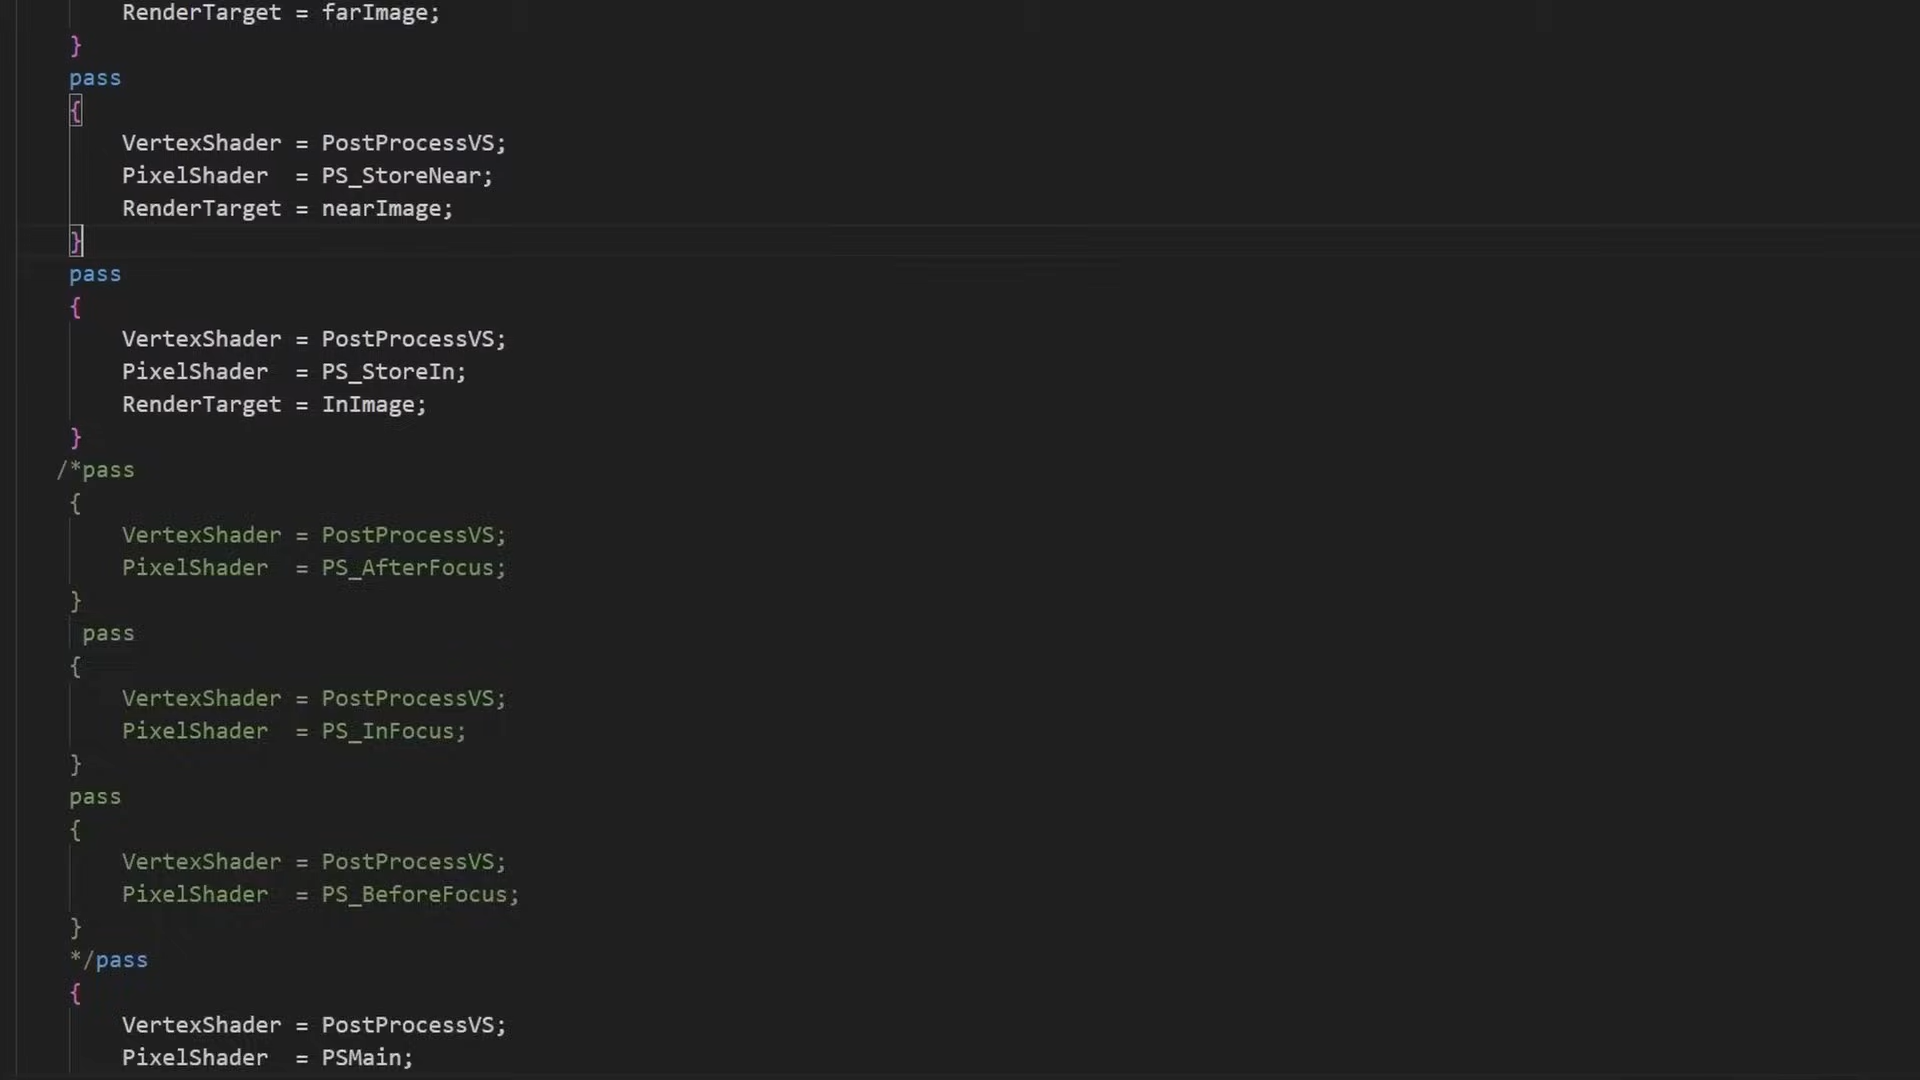 RenderTarget = farImage;
}
pass
{
VertexShader = PostProcessVS;
PixelShader  = PS_StoreNear;
RenderTarget = nearImage;
}
pass
{
VertexShader = PostProcessVS;
PixelShader  = PS_StoreIn;
RenderTarget = InImage;
}
/*pass
{
VertexShader = PostProcessVS;
PixelShader  = PS_AfterFocus;
}
pass
{
VertexShader = PostProcessVS;
PixelShader  = PS_InFocus;
}
pass
{
VertexShader = PostProcessVS;
PixelShader  = PS_BeforeFocus;
}
*/pass
{
VertexShader = PostProcessVS;
PixelShader  = PSMain;